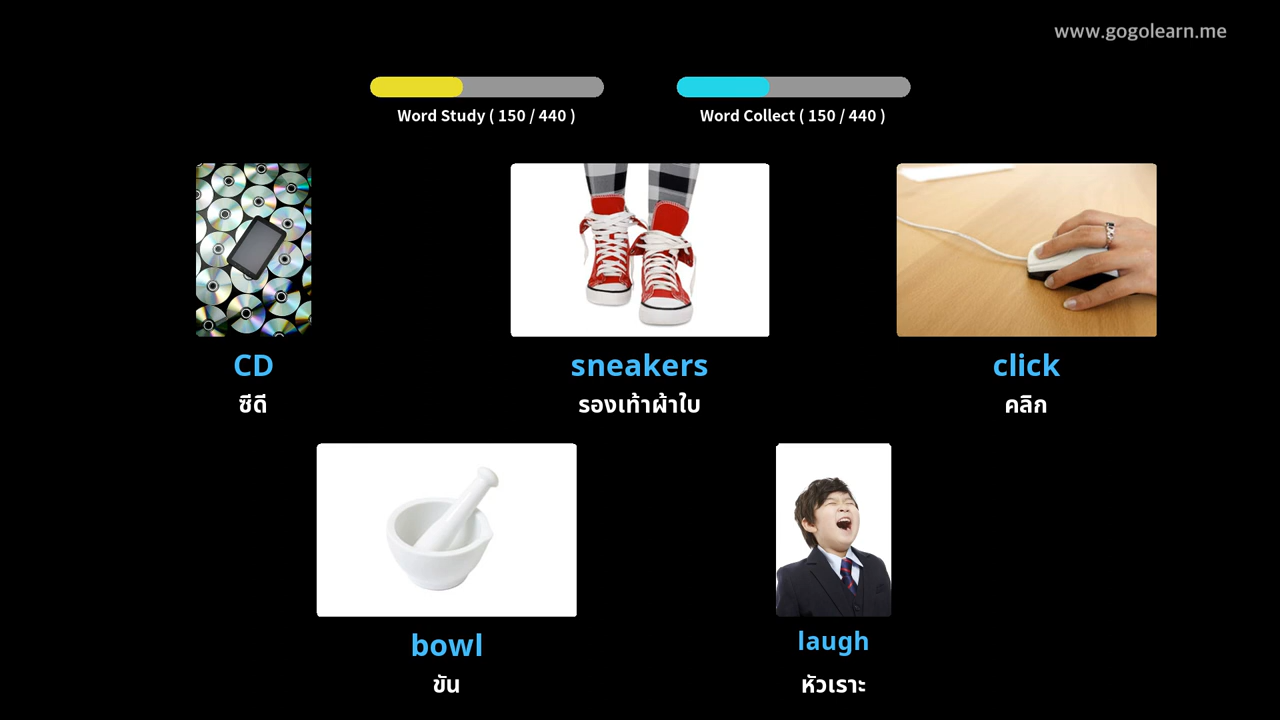 www.gogolearn.me
Word Study ( 150 / 440 )
Word Collect ( 150 / 440 )
CD
ซีดี
sneakers
รองเท้าผ้าใบ
click
คลิก
bowl
ขัน
laugh
หัวเราะ